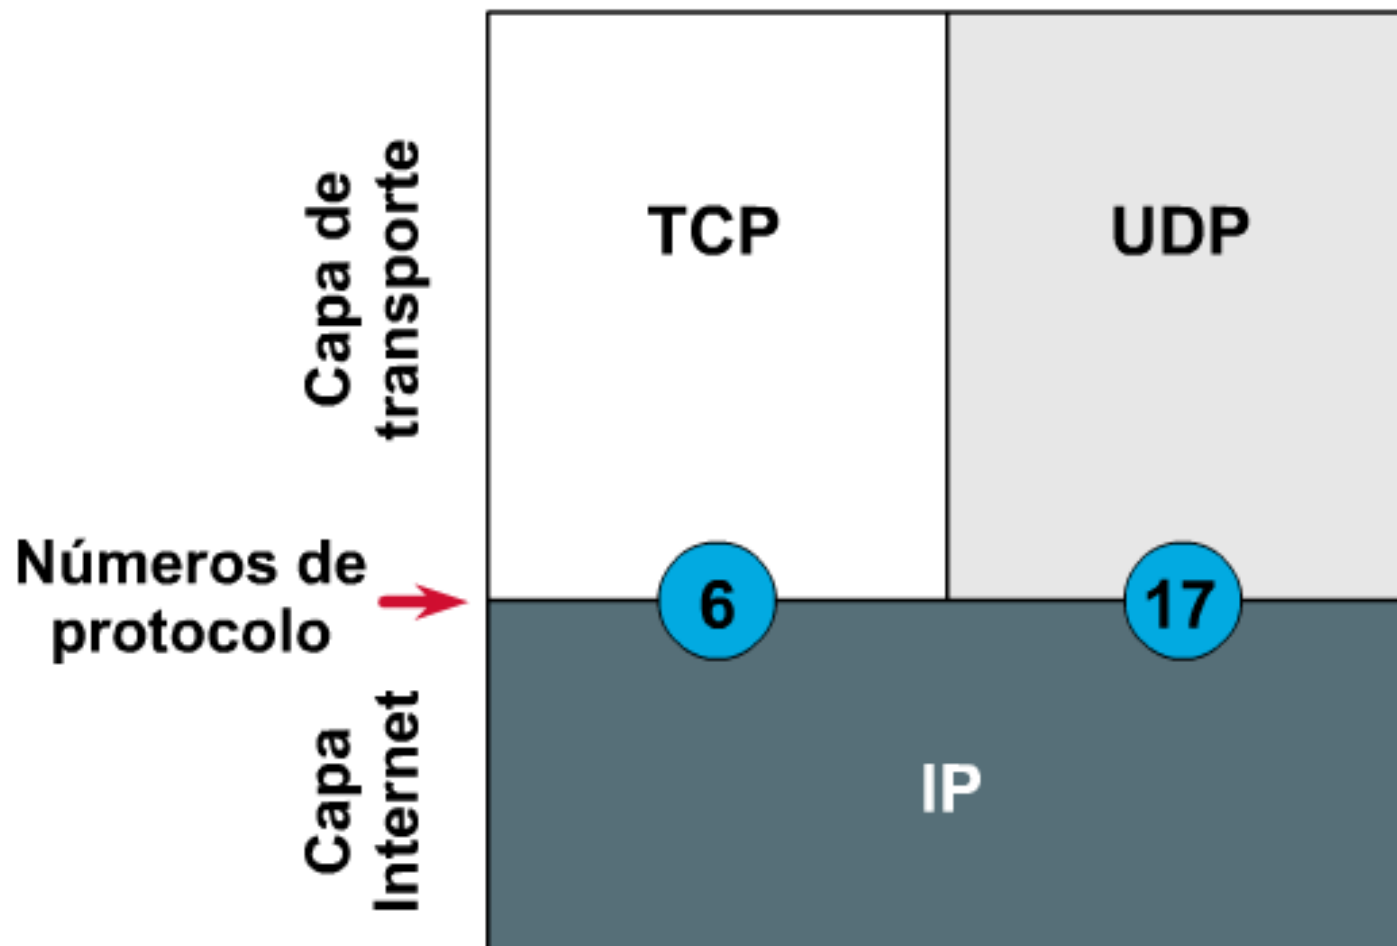 Capa de
transporte
TCP
UDP
Números de
protocolo
6
17
Capa
Internet
IP